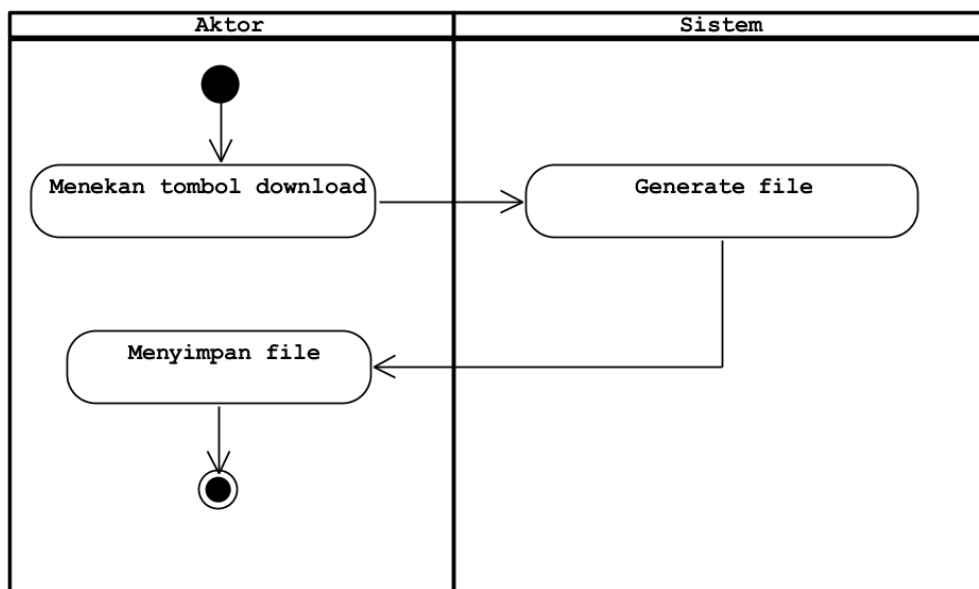 Aktor
Sistem
Menekan tombol download
Generate file
Menyimpan file